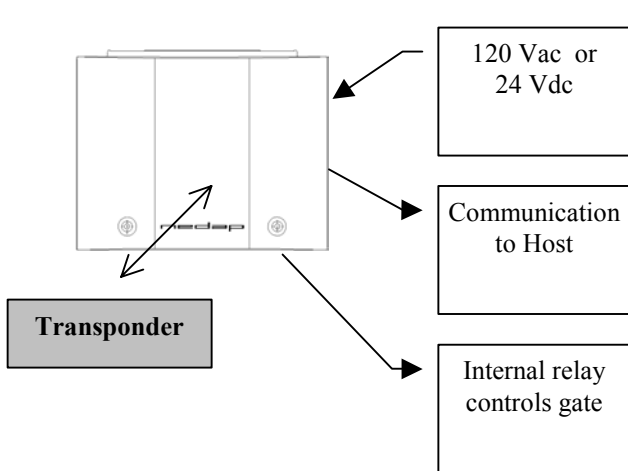 120 Vac or
24 Vdc
nedap
Communication
to Host
Transponder
Internal relay
controls gate